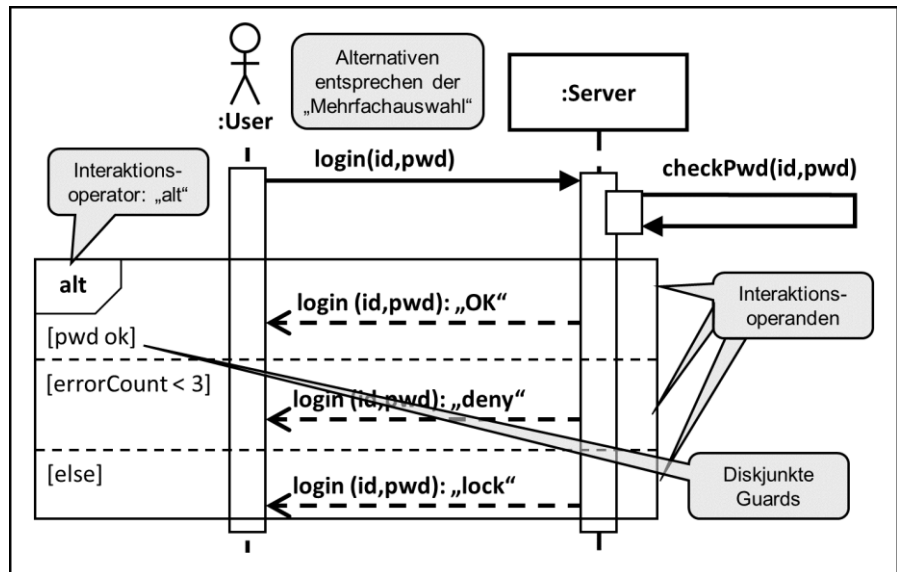 Alternativen
entsprechen der
„Mehrfachauswahl“
:User
:Server
Interaktions-
operator: „alt“
login(id,pwd)
checkPwd(id,pwd)
alt
login (id,pwd): „OK“
Interaktions-
operanden
[pwd ok]
[errorCount < 3]
login (id,pwd): „deny“
[else]
login (id,pwd): „lock“
Diskjunkte
Guards